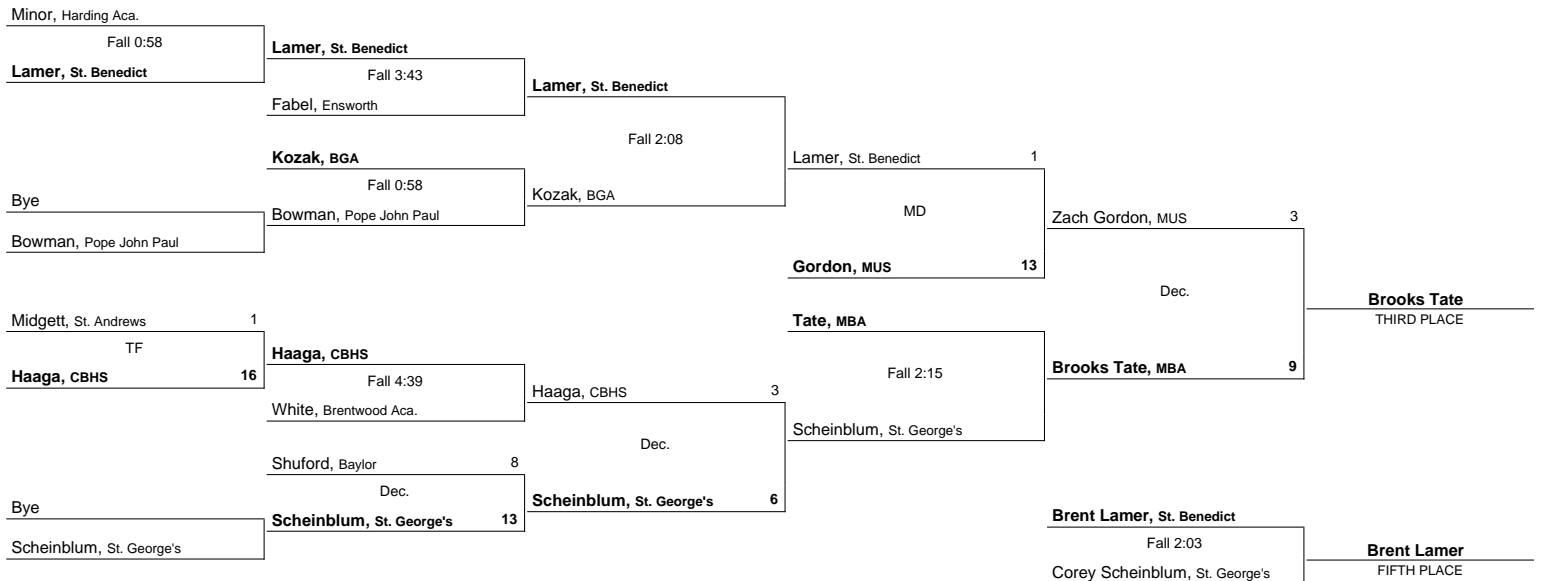 Minor, Harding Aca.
Fall 0:58
Lamer, St. Benedict
Bye
Bowman, Pope John Paul
Midgett, St. Andrews 1
TF
Haaga, CBHS 16
Bye
Scheinblum, St. George's
Lamer, St. Benedict
Fall 3:43
Fabel, Ensworth
Kozak, BGA
Fall 0:58
Bowman, Pope John Paul
Haaga, CBHS
Fall 4:39
White, Brentwood Aca.
Shuford, Baylor 8
Dec.
Scheinblum, St. George's 13
Lamer, St. Benedict
Fall 2:08
Kozak, BGA
Haaga, CBHS 3
Dec.
Scheinblum, St. George's 6
Lamer, St. Benedict 1
MD
Gordon, MUS 13
Tate, MBA
Fall 2:15
Scheinblum, St. George's
Zach Gordon, MUS 3
Dec.
Brooks Tate, MBA 9
Brooks Tate
THIRD PLACE
Brent Lamer, St. Benedict
Fall 2:03
Corey Scheinblum, St. George's
Brent Lamer
FIFTH PLACE